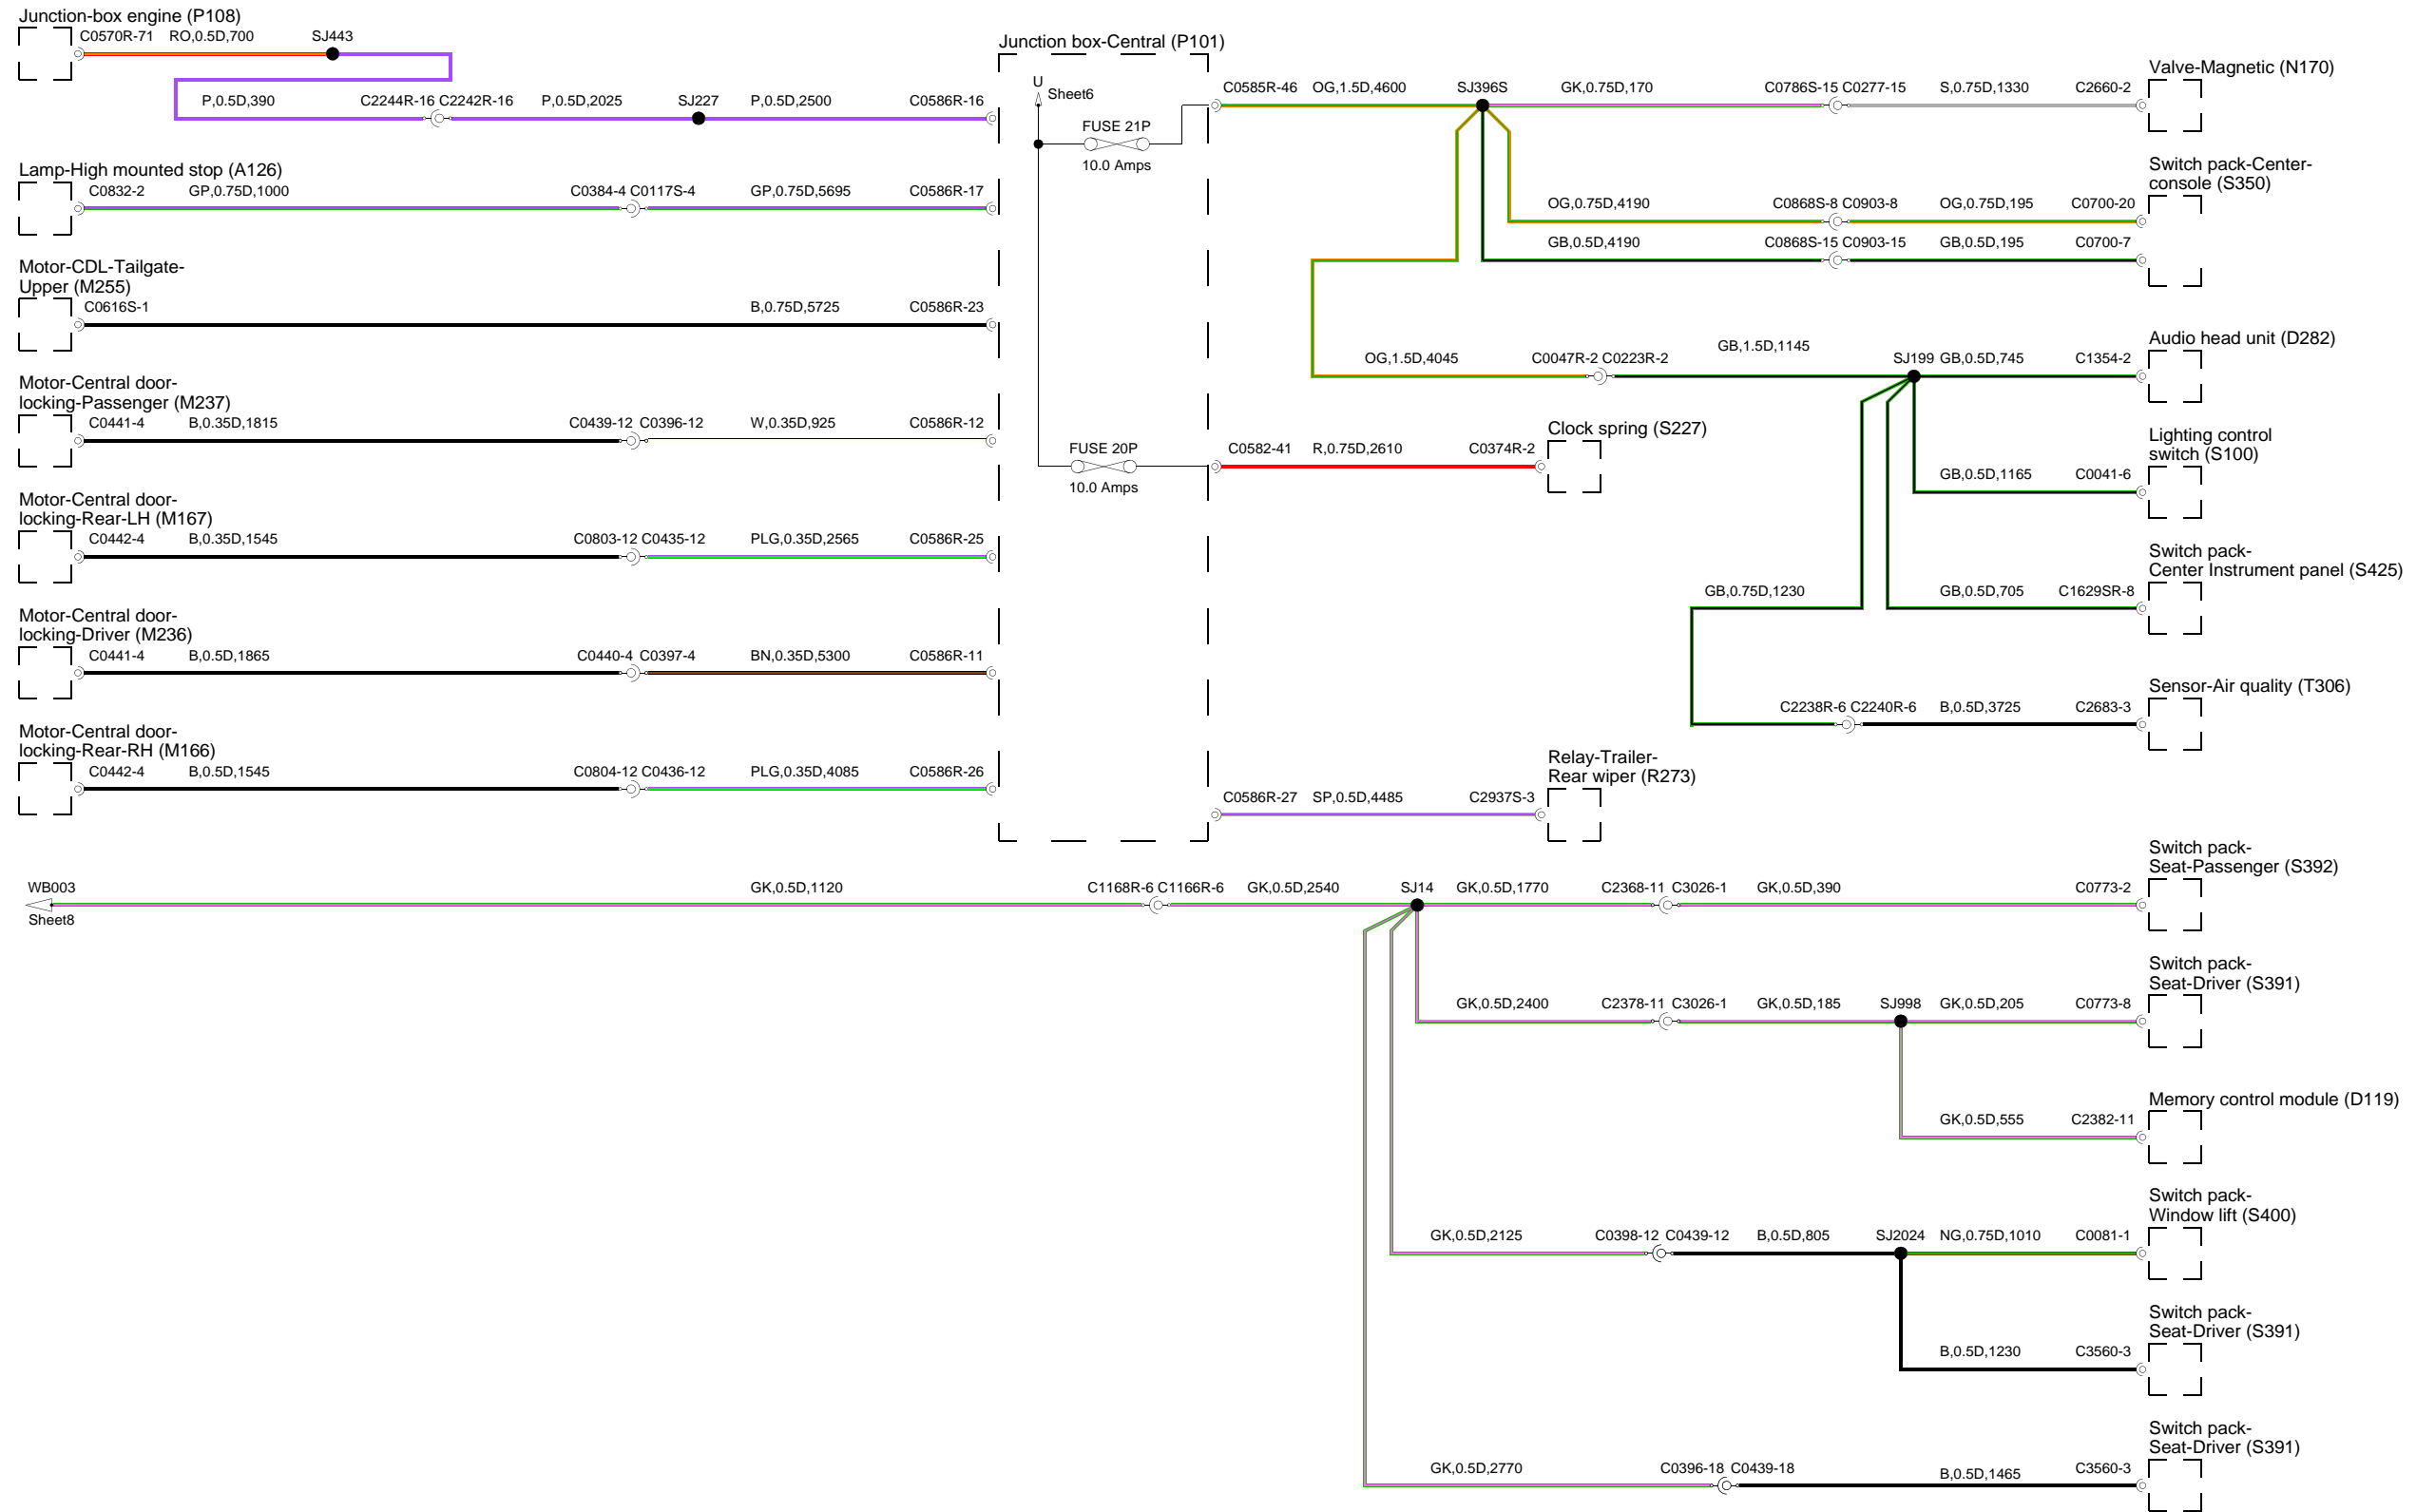 Junction-box engine (P108)
C0570R-71 RO,0.5D,700 SJ443
P,0.5D,390 C2244R-16 C2242R-16 P,0.5D,2025 SJ227 P,0.5D,2500 C0586R-16
Lamp-High mounted stop (A126)
C0832-2 GP,0.75D,1000 C0384-4 C0117S-4 GP,0.75D,5695 C0586R-17
Motor-CDL-Tailgate-
Upper (M255)
C0616S-1 B,0.75D,5725 C0586R-23
Motor-Central door-
locking-Passenger (M237)
C0441-4 B,0.35D,1815 C0439-12 C0396-12 W,0.35D,925 C0586R-12
Motor-Central door-
locking-Rear-LH (M167)
C0442-4 B,0.35D,1545 C0803-12 C0435-12 PLG,0.35D,2565 C0586R-25
Motor-Central door-
locking-Driver (M236)
C0441-4 B,0.5D,1865 C0440-4 C0397-4 BN,0.35D,5300 C0586R-11
Motor-Central door-
locking-Rear-RH (M166)
C0442-4 B,0.5D,1545 C0804-12 C0436-12 PLG,0.35D,4085 C0586R-26
Junction box-Central (P101)
U
Sheet6
FUSE 21P
10.0 Amps
FUSE 20P
10.0 Amps
C0585R-46 OG,1.5D,4600 SJ396S GK,0.75D,170 C0786S-15 C0277-15 S,0.75D,1330 C2660-2
Valve-Magnetic (N170)
Switch pack-Center-
console (S350)
OG,0.75D,4190 C0868S-8 C0903-8 OG,0.75D,195 C0700-20
GB,0.5D,4190 C0868S-15 C0903-15 GB,0.5D,195 C0700-7
Audio head unit (D282)
OG,1.5D,4045 C0047R-2 C0223R-2 GB,1.5D,1145 SJ199 GB,0.5D,745 C1354-2
Clock spring (S227)
C0582-41 R,0.75D,2610 C0374R-2
Lighting control
switch (S100)
GB,0.5D,1165 C0041-6
Switch pack-
Center Instrument panel (S425)
GB,0.75D,1230 GB,0.5D,705 C1629SR-8
Sensor-Air quality (T306)
C2238R-6 C2240R-6 B,0.5D,3725 C2683-3
Relay-Trailer-
Rear wiper (R273)
C0586R-27 SP,0.5D,4485 C2937S-3
Switch pack-
Seat-Passenger (S392)
WB003 GK,0.5D,1120 C1168R-6 C1166R-6 GK,0.5D,2540 SJ14 GK,0.5D,1770 C2368-11 C3026-1 GK,0.5D,390 C0773-2
Sheet8
Switch pack-
Seat-Driver (S391)
GK,0.5D,2400 C2378-11 C3026-1 GK,0.5D,185 SJ998 GK,0.5D,205 C0773-8
Memory control module (D119)
GK,0.5D,555 C2382-11
Switch pack-
Window lift (S400)
GK,0.5D,2125 C0398-12 C0439-12 B,0.5D,805 SJ2024 NG,0.75D,1010 C0081-1
Switch pack-
Seat-Driver (S391)
B,0.5D,1230 C3560-3
Switch pack-
Seat-Driver (S391)
GK,0.5D,2770 C0396-18 C0439-18 B,0.5D,1465 C3560-3